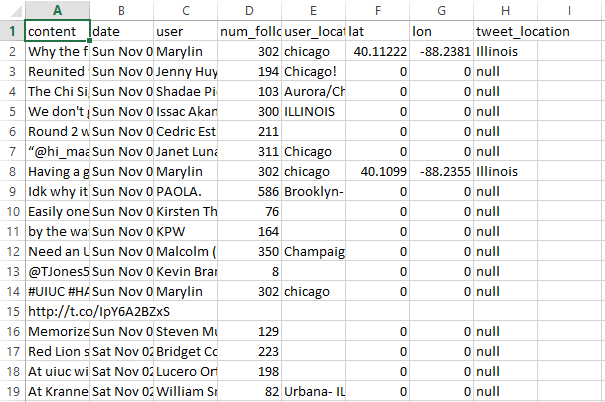 A B C D E F G H I
1 content date user num_follo user_locat lat lon tweet_location
2 Why the f Sun Nov 0 Marylin 302 chicago 40.11222 -88.2381 Illinois
3 Reunited Sun Nov 0 Jenny Huy 194 Chicago! 0 0 null
4 The Chi Si Sun Nov 0 Shadae Pi 103 Aurora/Ch 0 0 null
5 We don't g Sun Nov 0 Issac Akan 300 ILLINOIS 0 0 null
6 Round 2 w Sun Nov 0 Cedric Est 211 0 0 null
7 “@hi_maa Sun Nov 0 Janet Luna 311 Chicago 0 0 null
8 Having a g Sun Nov 0 Marylin 302 chicago 40.1099 -88.2355 Illinois
9 Idk why it Sun Nov 0 PAOLA. 586 Brooklyn- 0 0 null
10 Easily one Sun Nov 0 Kirsten Th 76 0 0 null
11 by the wa Sun Nov 0 KPW 164 0 0 null
12 Need an U Sun Nov 0 Malcolm ( 350 Champaig 0 0 null
13 @TJones5 Sun Nov 0 Kevin Bran 8 0 0 null
14 #UIUC #HA Sun Nov 0 Marylin 302 chicago 0 0 null
15 http://t.co/IpY6A2BZxS
16 Memorize Sun Nov 0 Steven Mu 129 0 0 null
17 Red Lion s Sat Nov 02 Bridget Co 223 0 0 null
18 At uiuc wi Sat Nov 02 Lucero Ort 198 0 0 null
19 At Kranne Sat Nov 02 William Sn 82 Urbana- IL 0 0 null